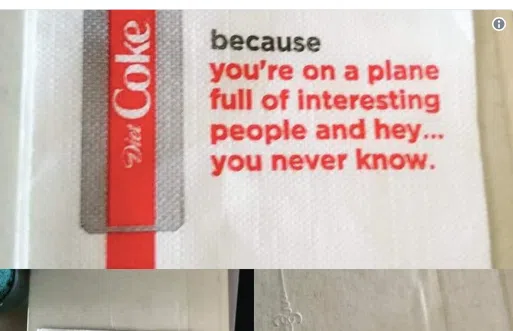 Diet Coke
because
you're on a plane
full of interesting
people and hey...
you never know.